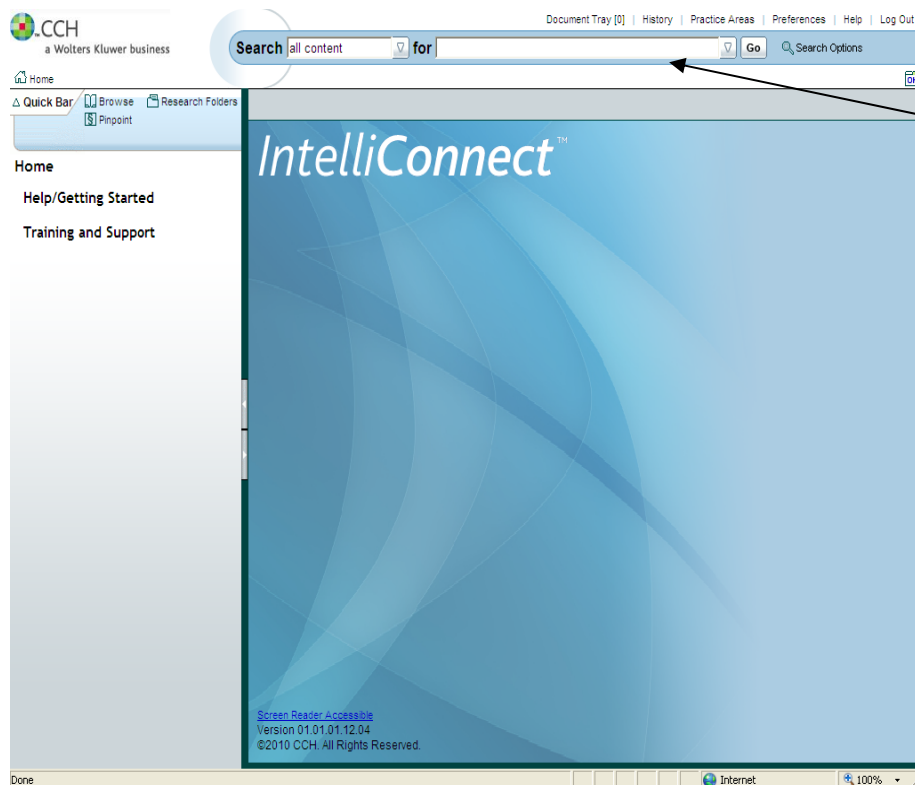 Document Tray [0] | History | Practice Areas | Preferences | Help | Log Out
CCH
a Wolters Kluwer business
Search all content for Go Search Options
Home
Quick Bar Browse Research Folders
Pinpoint
Home
Help/Getting Started
Training and Support
IntelliConnect™
Screen Reader Accessible
Version 01.01.01.12.04
©2010 CCH. All Rights Reserved.
Done Internet 100%